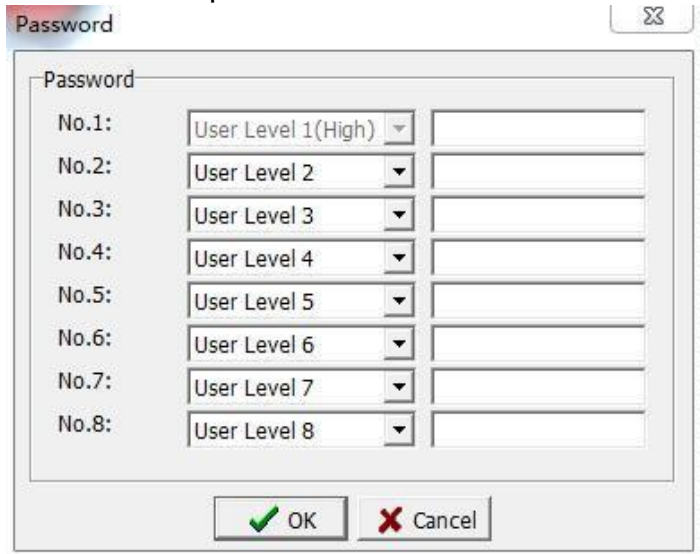 Password
Password
No.1: User Level 1(High)
No.2: User Level 2
No.3: User Level 3
No.4: User Level 4
No.5: User Level 5
No.6: User Level 6
No.7: User Level 7
No.8: User Level 8
OK Cancel